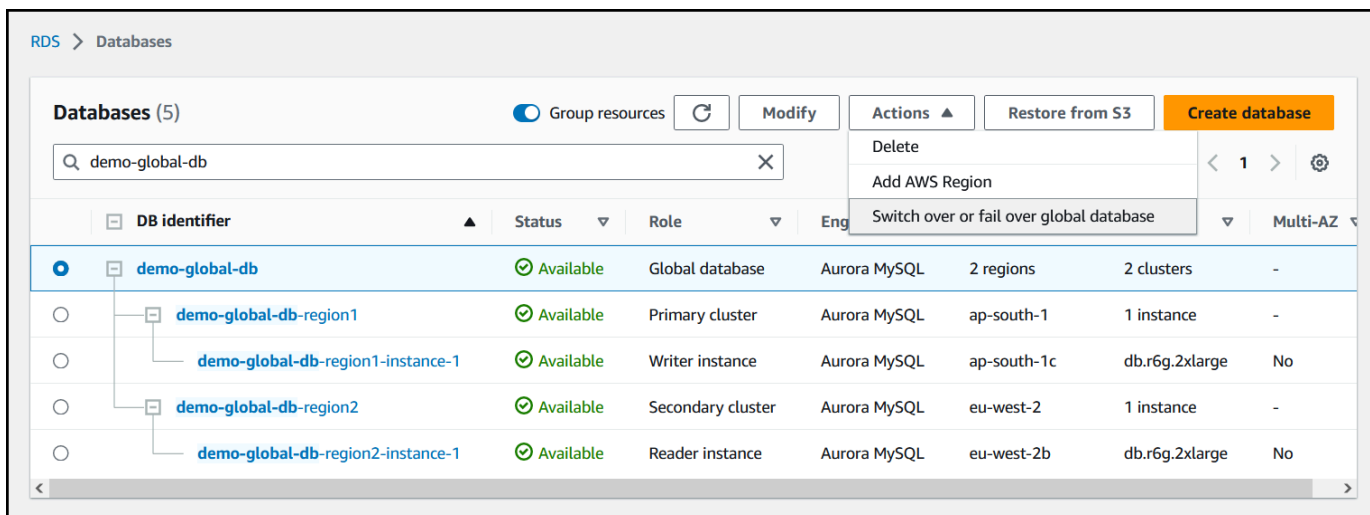 RDS > Databases
Databases (5) Group resources Modify Actions ▲ Restore from S3 Create database
demo-global-db
Delete
< 1 >
Add AWS Region
Switch over or fail over global database
DB identifier Status Role Eng Multi-AZ
demo-global-db Available Global database Aurora MySQL 2 regions 2 clusters -
demo-global-db-region1 Available Primary cluster Aurora MySQL ap-south-1 1 instance -
demo-global-db-region1-instance-1 Available Writer instance Aurora MySQL ap-south-1c db.r6g.2xlarge No
demo-global-db-region2 Available Secondary cluster Aurora MySQL eu-west-2 1 instance -
demo-global-db-region2-instance-1 Available Reader instance Aurora MySQL eu-west-2b db.r6g.2xlarge No